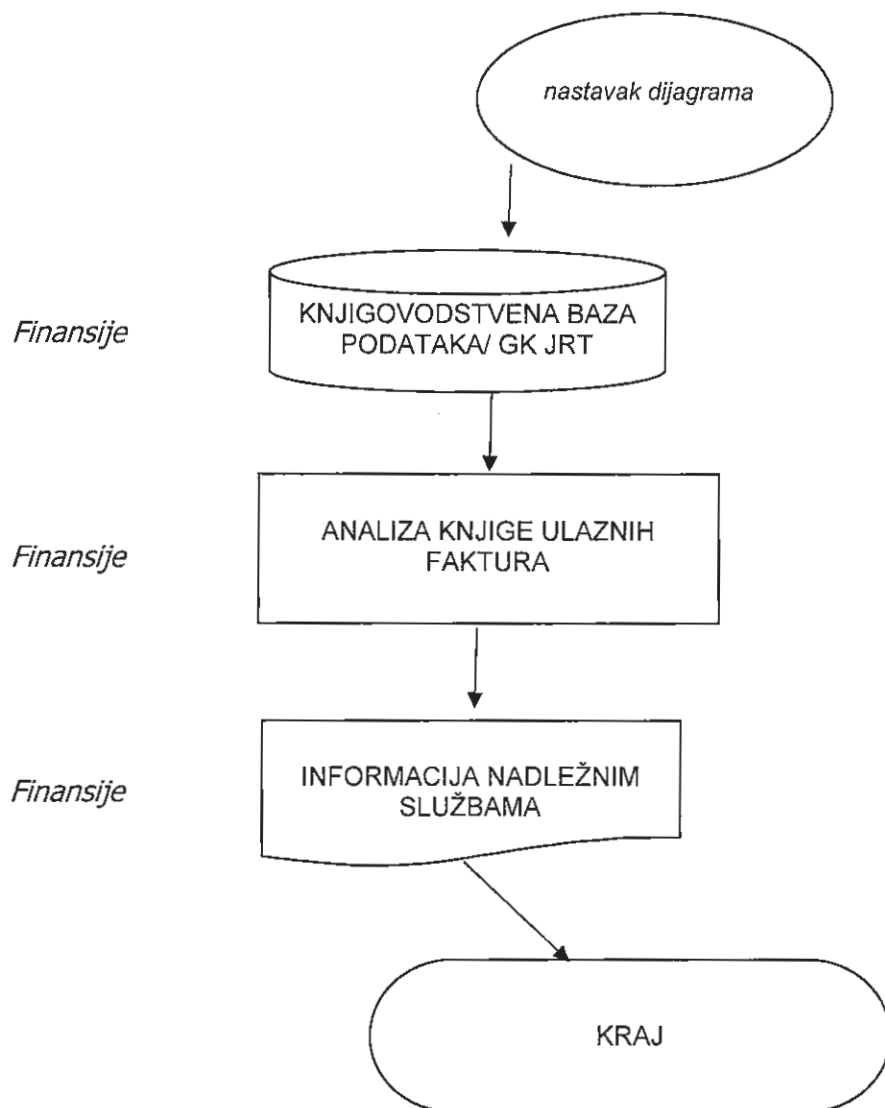 nastavak dijagrama
Finansije
KNJIGOVODSTVENA BAZA
PODATAKA/ GK JRT
Finansije
ANALIZA KNJIGE ULAZNIH
FAKTURA
Finansije
INFORMACIJA NADLEŽNIM
SLUŽBAMA
KRAJ